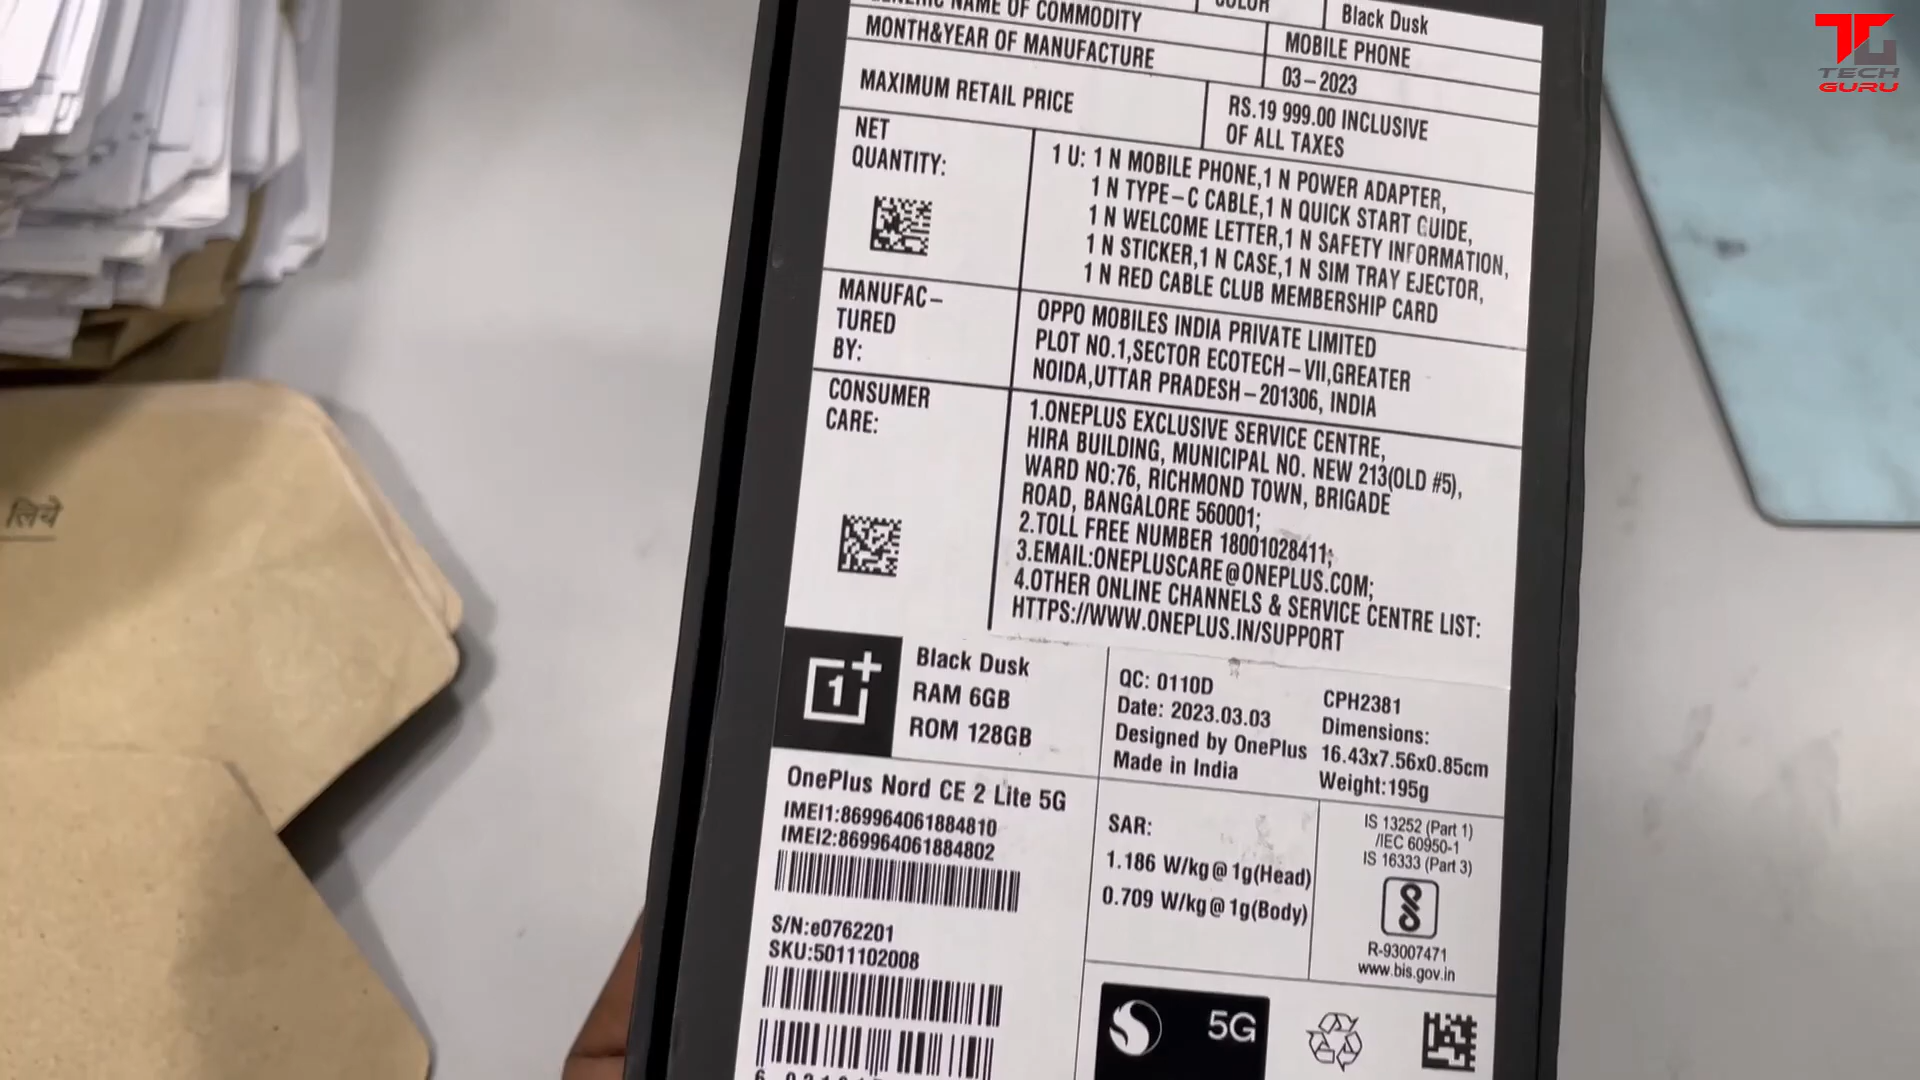 TECH
GURU
COLOR
Black Dusk
NAME OF COMMODITY
MOBILE PHONE
MONTH&YEAR OF MANUFACTURE
03-2023
MAXIMUM RETAIL PRICE
RS.19 999.00 INCLUSIVE
OF ALL TAXES
NET
QUANTITY:
1 U: 1 N MOBILE PHONE,1 N POWER ADAPTER,
1 N TYPE-C CABLE,1 N QUICK START GUIDE,
1 N WELCOME LETTER,1 N SAFETY INFORMATION,
1 N STICKER,1 N CASE,1 N SIM TRAY EJECTOR,
1 N RED CABLE CLUB MEMBERSHIP CARD
MANUFAC-
TURED
BY:
OPPO MOBILES INDIA PRIVATE LIMITED
PLOT NO.1,SECTOR ECOTECH-VII,GREATER
NOIDA,UTTAR PRADESH-201306, INDIA
CONSUMER
CARE:
1.ONEPLUS EXCLUSIVE SERVICE CENTRE,
HIRA BUILDING, MUNICIPAL NO. NEW 213(OLD #5),
WARD NO:76, RICHMOND TOWN, BRIGADE
ROAD, BANGALORE 560001;
2.TOLL FREE NUMBER 18001028411;
3.EMAIL:ONEPLUSCARE@ONEPLUS.COM;
4.OTHER ONLINE CHANNELS & SERVICE CENTRE LIST:
HTTPS://WWW.ONEPLUS.IN/SUPPORT
1+
Black Dusk
RAM 6GB
ROM 128GB
QC: 0110D
Date: 2023.03.03
Designed by OnePlus
Made in India
CPH2381
Dimensions:
16.43x7.56x0.85cm
Weight:195g
OnePlus Nord CE 2 Lite 5G
IMEI1:869964061884810
IMEI2:869964061884802
S/N:e0762201
SKU:5011102008
SAR:
1.186 W/kg@1g(Head)
0.709 W/kg@1g(Body)
IS 13252 (Part 1)
/IEC 60950-1
IS 16333 (Part 3)
R-93007471
www.bis.gov.in
5G
लिये